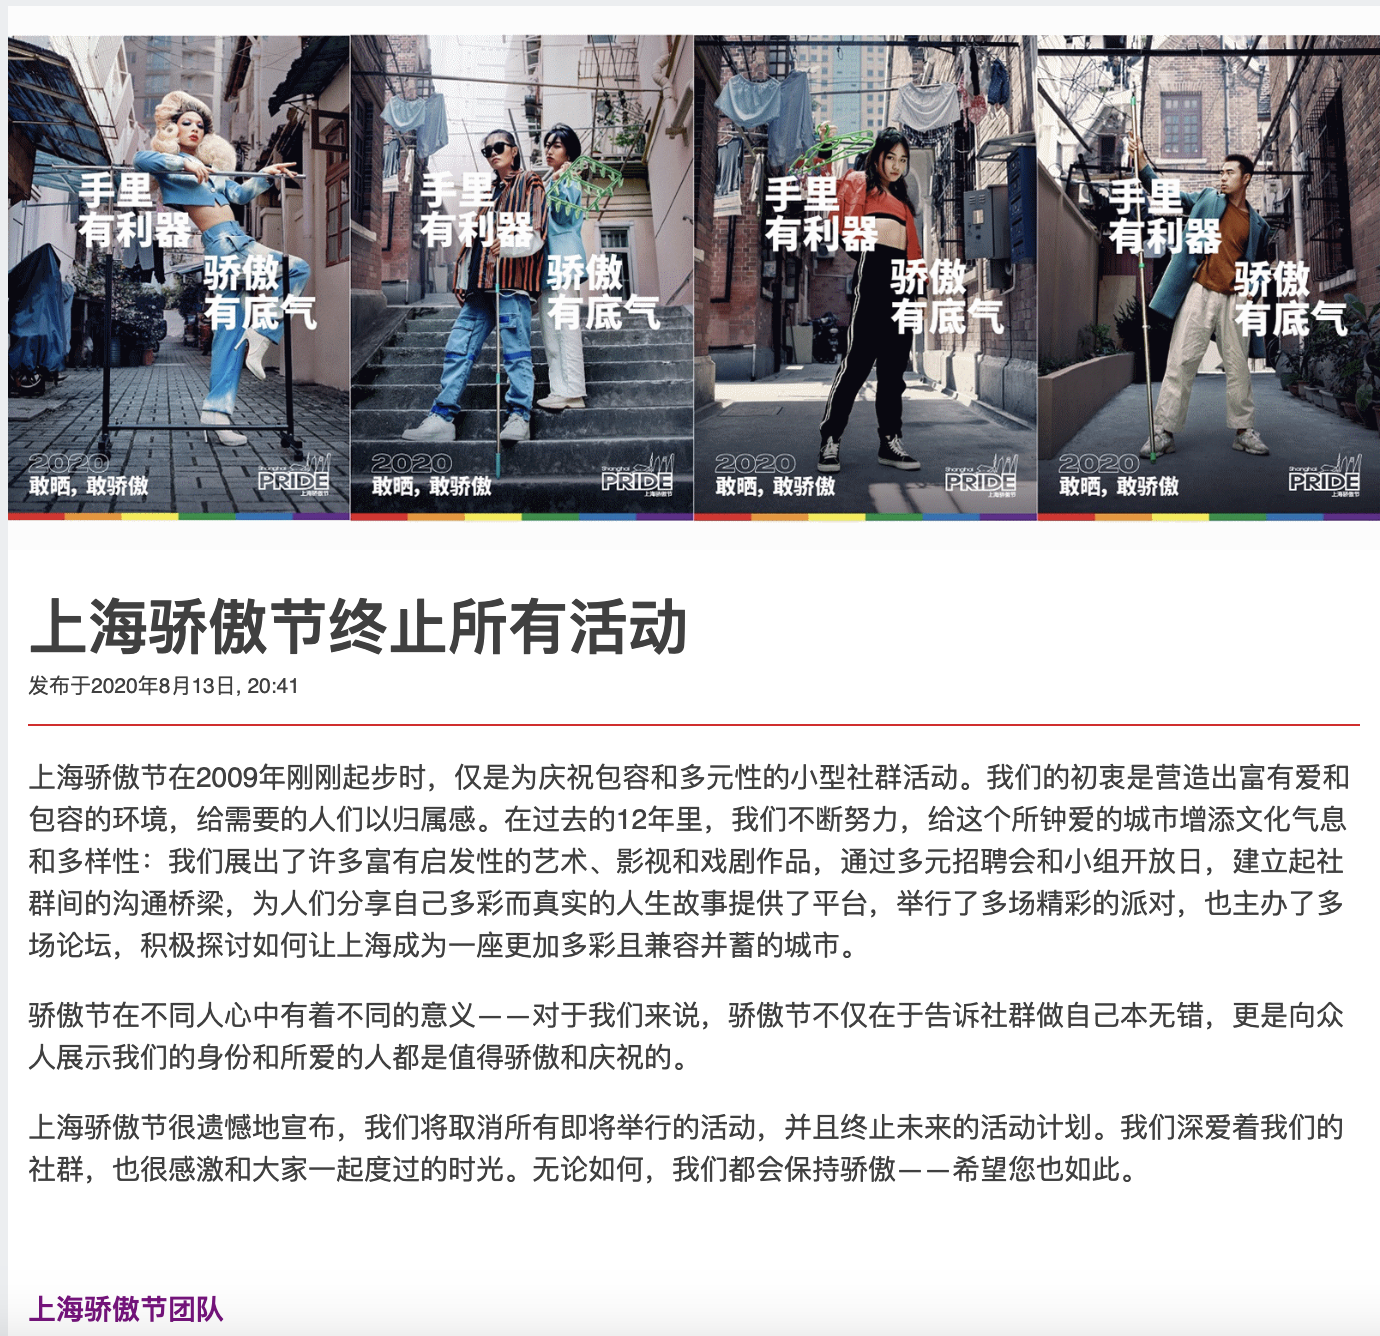 手里
有利器
骄傲
有底气
2020
敢晒，敢骄傲
Shanghai
PRIDE
上海骄傲节
手里
有利器
骄傲
有底气
2020
敢晒，敢骄傲
Shanghai
PRIDE
上海骄傲节
手里
有利器
骄傲
有底气
2020
敢晒，敢骄傲
Shanghai
PRIDE
上海骄傲节
手里
有利器
骄傲
有底气
2020
敢晒，敢骄傲
Shanghai
PRIDE
上海骄傲节
上海骄傲节终止所有活动
发布于2020年8月13日, 20:41
上海骄傲节在2009年刚刚起步时，仅是为庆祝包容和多元性的小型社群活动。我们的初衷是营造出富有爱和
包容的环境，给需要的人们以归属感。在过去的12年里，我们不断努力，给这个所钟爱的城市增添文化气息
和多样性：我们展出了许多富有启发性的艺术、影视和戏剧作品，通过多元招聘会和小组开放日，建立起社
群间的沟通桥梁，为人们分享自己多彩而真实的人生故事提供了平台，举行了多场精彩的派对，也主办了多
场论坛，积极探讨如何让上海成为一座更加多彩且兼容并蓄的城市。
骄傲节在不同人心中有着不同的意义——对于我们来说，骄傲节不仅在于告诉社群做自己本无错，更是向众
人展示我们的身份和所爱的人都是值得骄傲和庆祝的。
上海骄傲节很遗憾地宣布，我们将取消所有即将举行的活动，并且终止未来的活动计划。我们深爱着我们的
社群，也很感激和大家一起度过的时光。无论如何，我们都会保持骄傲——希望您也如此。
上海骄傲节团队